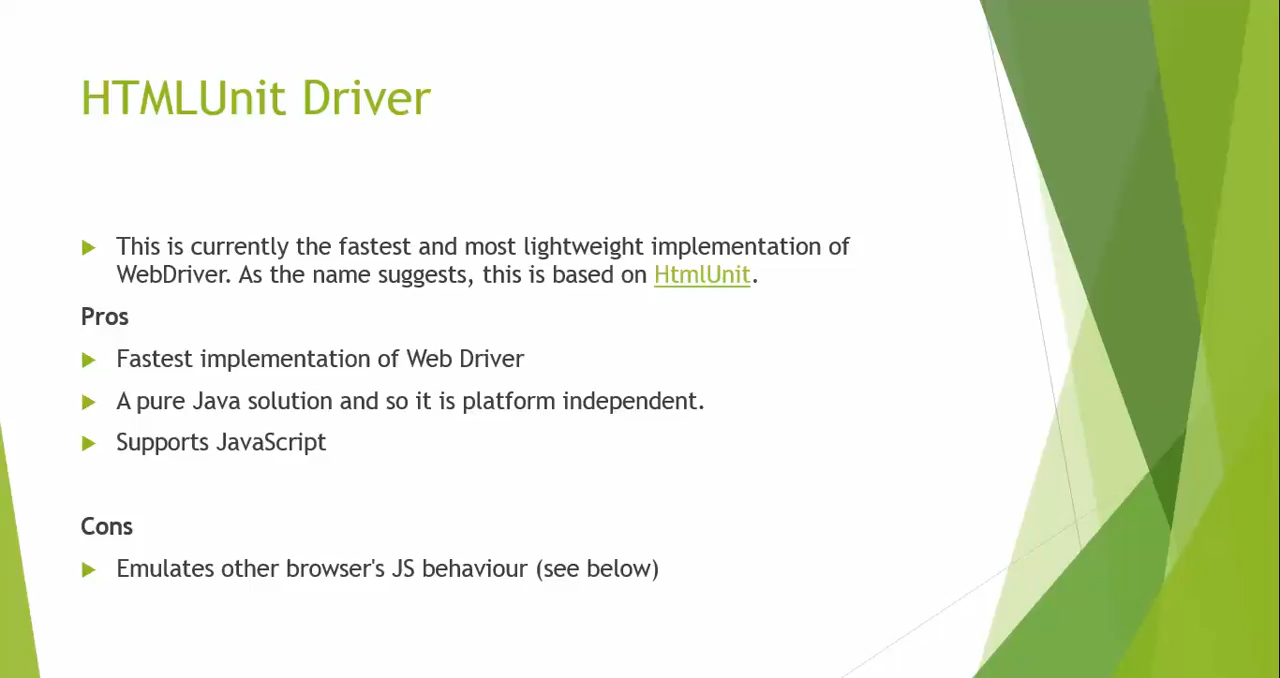 HTMLUnit Driver
This is currently the fastest and most lightweight implementation of
WebDriver. As the name suggests, this is based on HtmlUnit.
Pros
Fastest implementation of Web Driver
A pure Java solution and so it is platform independent.
Supports JavaScript
Cons
Emulates other browser's JS behaviour (see below)